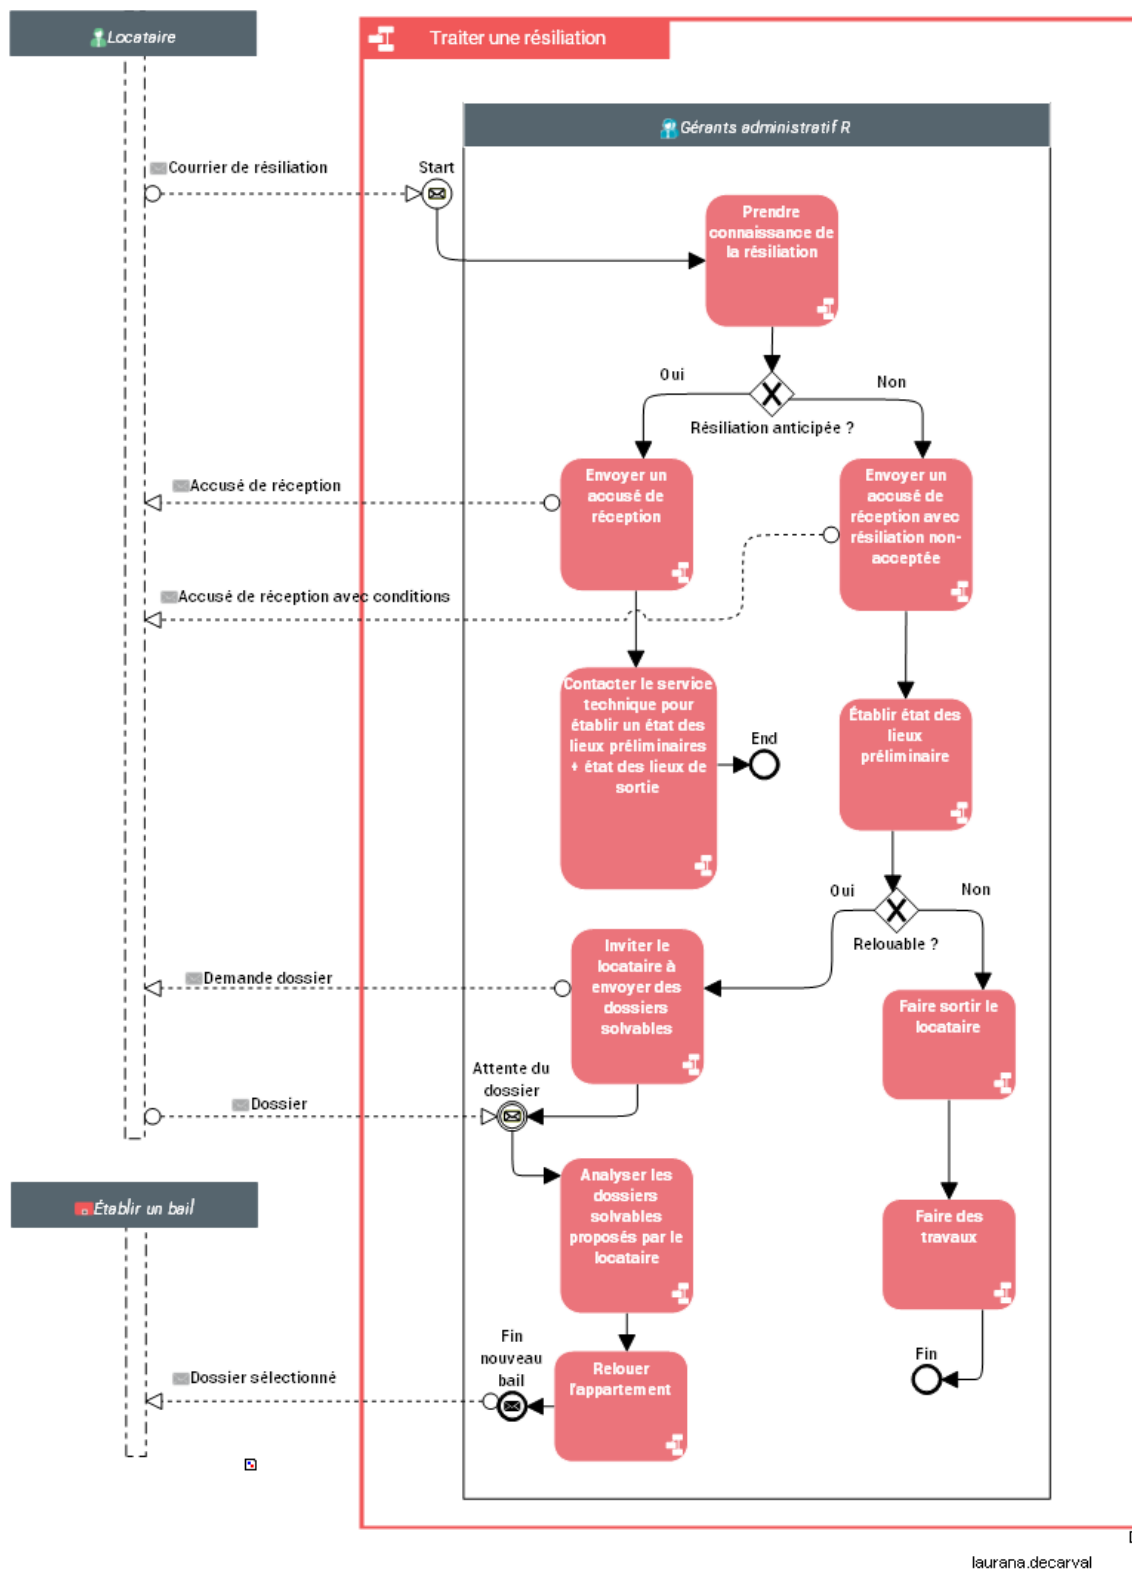 Locataire
Traiter une résiliation
Gérants administratif R
Courrier de résiliation
Start
Prendre
connaissance de
la résiliation
Oui
Non
Résiliation anticipée ?
Accusé de réception
Envoyer un
accusé de
réception
Envoyer un
accusé de
réception avec
résiliation non-
acceptée
Accusé de réception avec conditions
Contacter le service
technique pour
établir un état des
lieux préliminaires
+ état des lieux de
sortie
End
Établir état des
lieux
préliminaire
Oui
Non
Relouable ?
Demande dossier
Inviter le
locataire à
envoyer des
dossiers
solvables
Faire sortir le
locataire
Attente du
dossier
Dossier
Analyser les
dossiers
solvables
proposés par le
locataire
Établir un bail
Faire des
travaux
Fin
nouveau
bail
Dossier sélectionné
Relouer
l'appartement
Fin
laurana.decarval